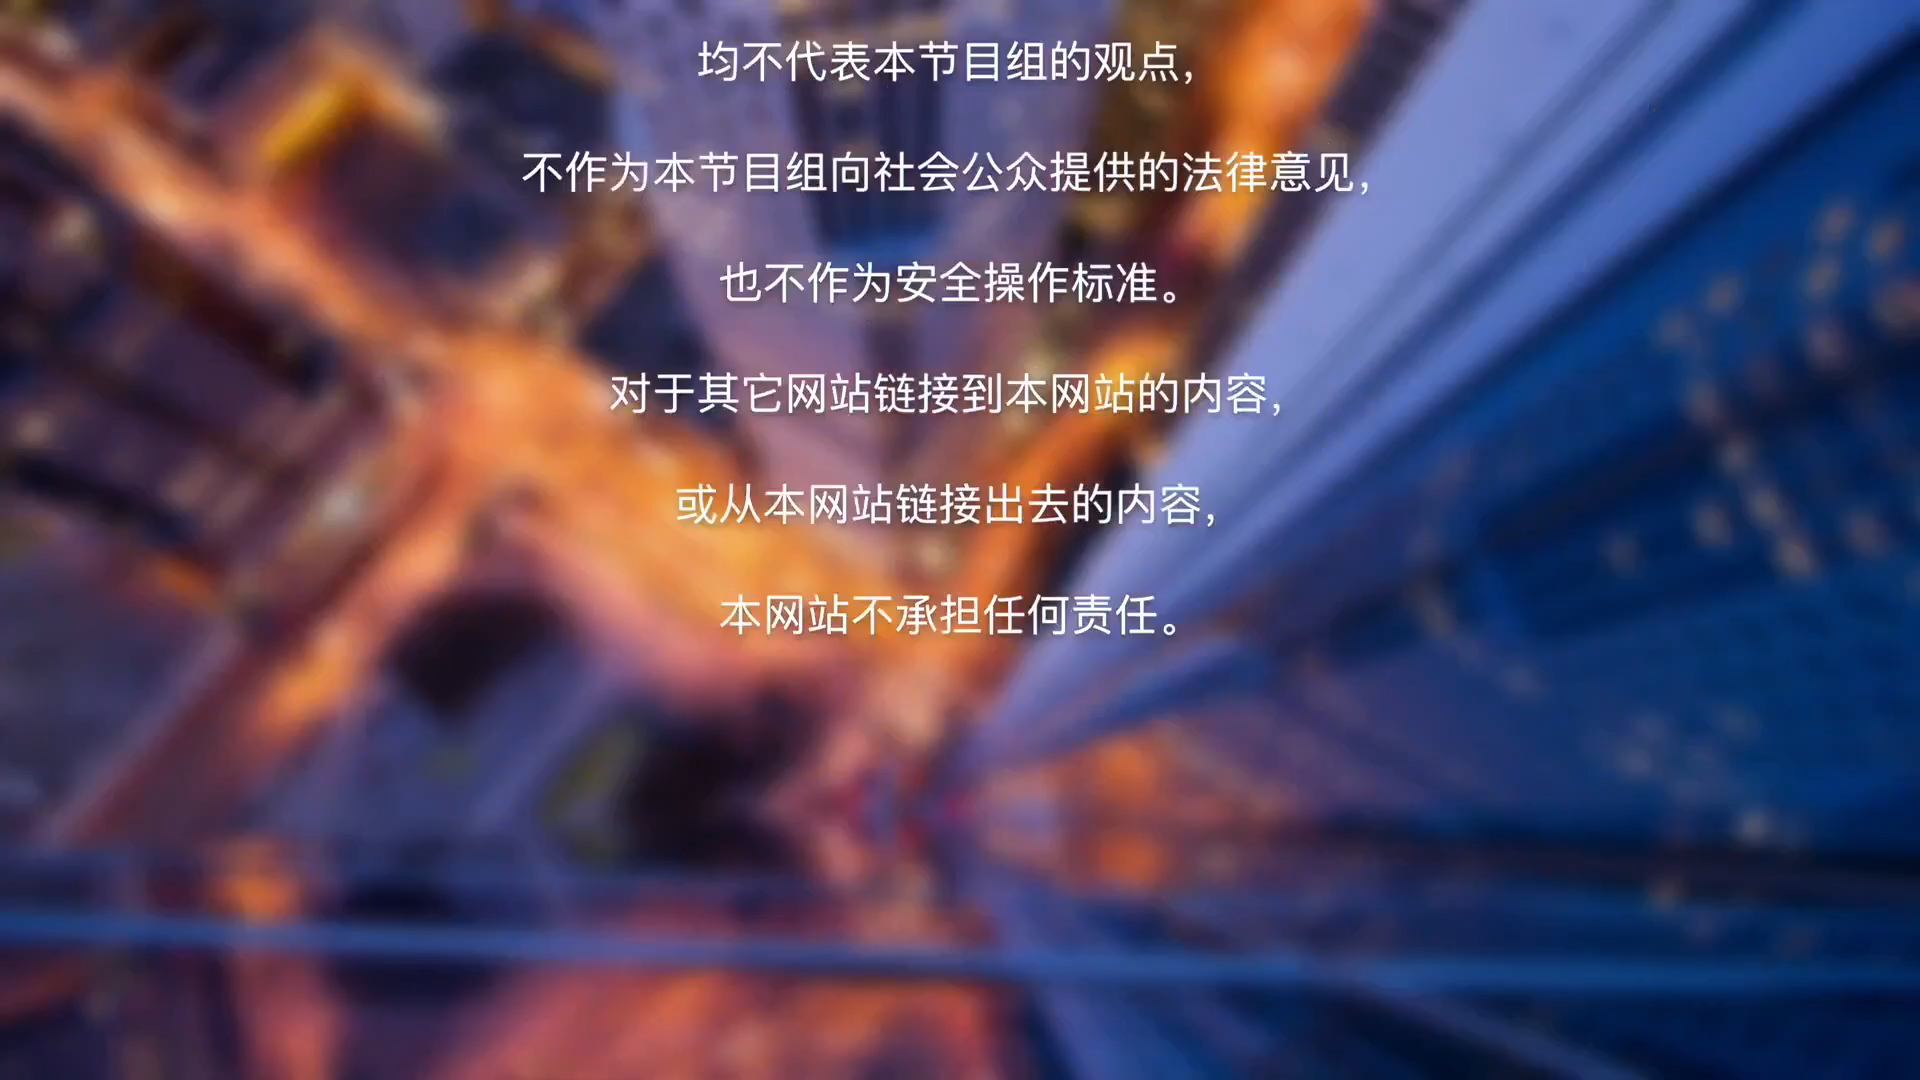 均不代表本节目组的观点，
不作为本节目组向社会公众提供的法律意见，
也不作为安全操作标准。
对于其它网站链接到本网站的内容，
或从本网站链接出去的内容，
本网站不承担任何责任。